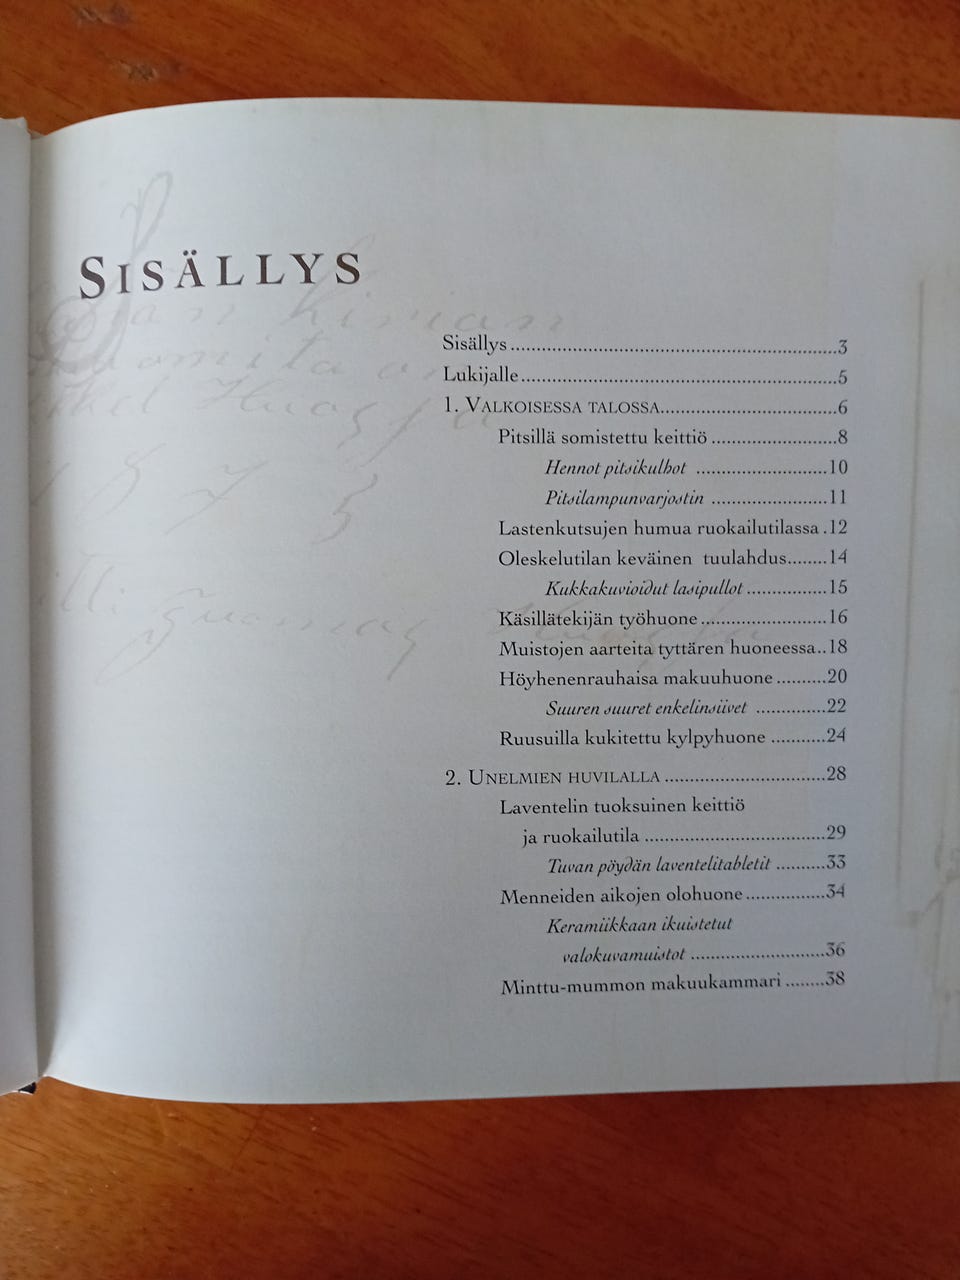 SISÄLLYS
Sisällys...............................................................3
Lukijalle.............................................................5
1. VALKOISESSA TALOSSA...................................6
Pitsillä somistettu keittiö .........................8
Hennot pitsikulhot ..........................10
Pitsilampunvarjostin .......................11
Lastenkutsujen humua ruokailutilassa .12
Oleskelutilan keväinen tuulahdus........14
Kukkakuvioidut lasipullot ................15
Käsillätekijän työhuone .........................16
Muistojen aarteita tyttären huoneessa..18
Höyhenenrauhaisa makuuhuone ..........20
Suuren suuret enkelinsiivet ..............22
Ruusuilla kukitettu kylpyhuone ...........24
2. UNELMIEN HUVILALLA ................................28
Laventelin tuoksuinen keittiö
ja ruokailutila ....................................29
Tuvan pöydän laventelitabletit ..........33
Menneiden aikojen olohuone................34
Keramiikkaan ikuistetut
valokuvamuistot ...........................36
Minttu-mummon makuukammari ........38